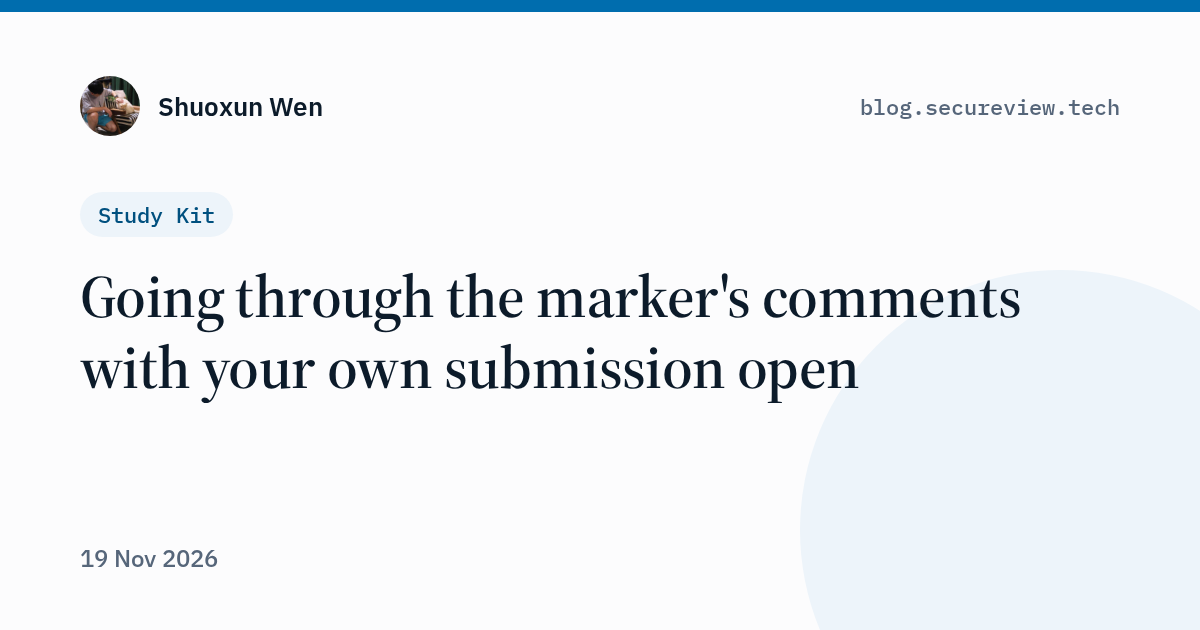 Shuoxun Wen
blog.secureview.tech
Study Kit
Going through the marker's comments
with your own submission open
19 Nov 2026